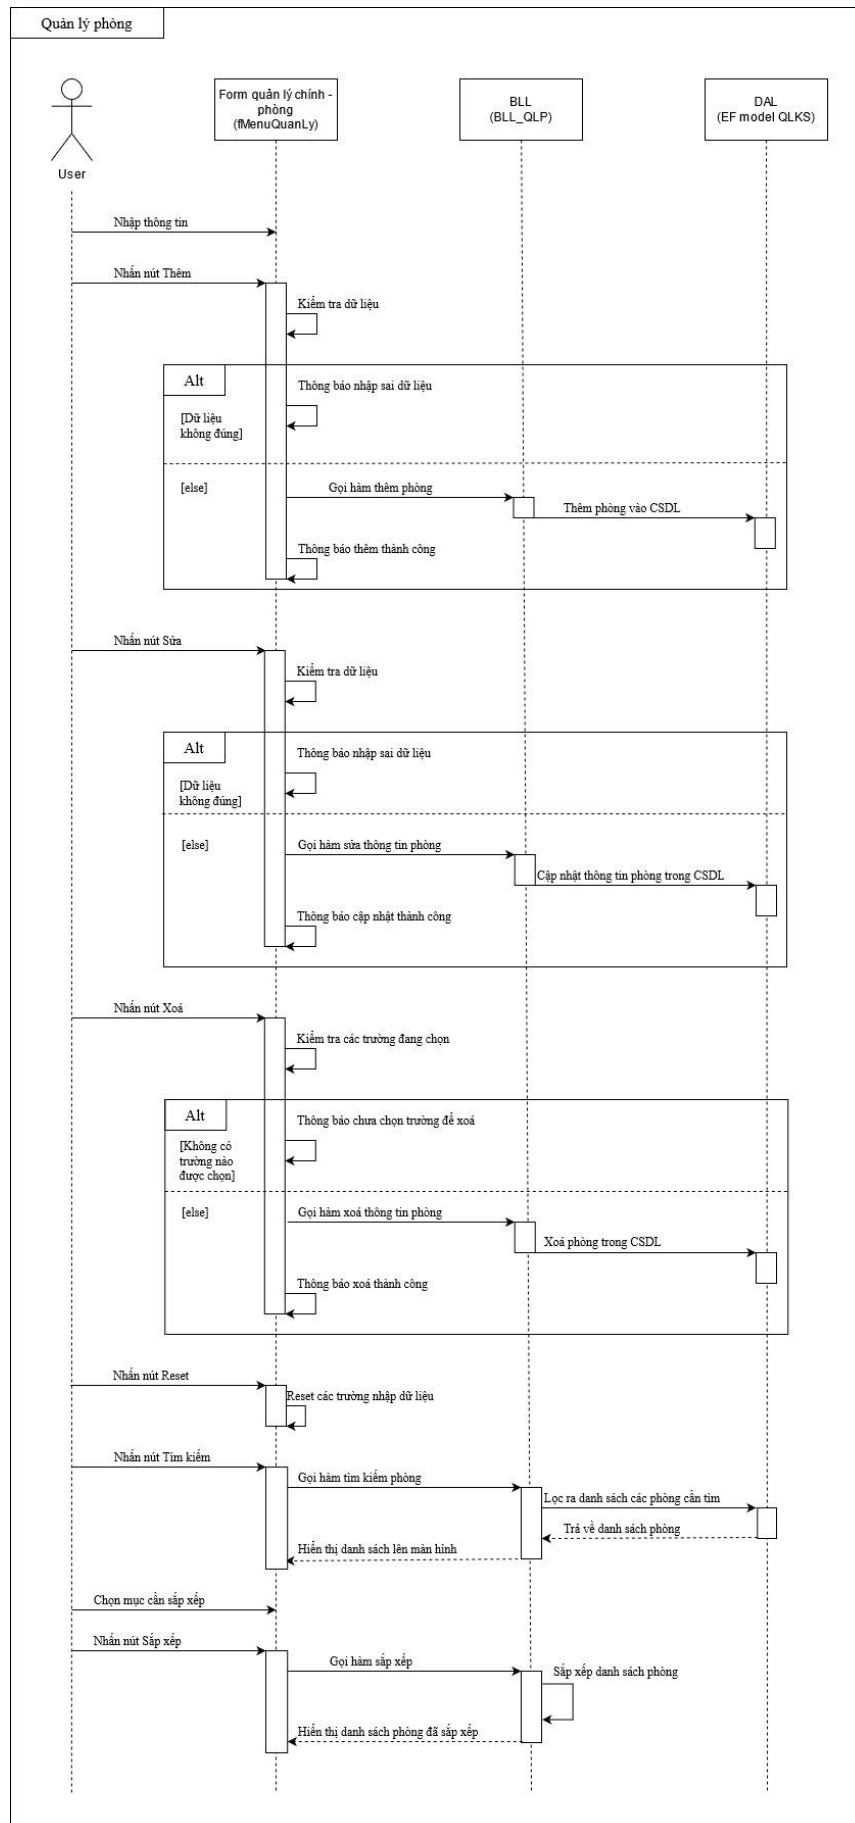 Quản lý phòng
Form quản lý chính -
phòng
(fMenuQuanLy)
BLL
(BLL_QLP)
DAL
(EF model QLKS)
User
Nhập thông tin
Nhấn nút Thêm
Kiểm tra dữ liệu
Alt
Thông báo nhập sai dữ liệu
[Dữ liệu
không đúng]
[else]
Gọi hàm thêm phòng
Thêm phòng vào CSDL
Thông báo thêm thành công
Nhấn nút Sửa
Kiểm tra dữ liệu
Alt
Thông báo nhập sai dữ liệu
[Dữ liệu
không đúng]
[else]
Gọi hàm sửa thông tin phòng
Cập nhật thông tin phòng trong CSDL
Thông báo cập nhật thành công
Nhấn nút Xoá
Kiểm tra các trường đang chọn
Alt
Thông báo chưa chọn trường để xoá
[Không có
trường nào
được chọn]
[else]
Gọi hàm xoá thông tin phòng
Xoá phòng trong CSDL
Thông báo xoá thành công
Nhấn nút Reset
Reset các trường nhập dữ liệu
Nhấn nút Tìm kiếm
Gọi hàm tìm kiếm phòng
Lọc ra danh sách các phòng cần tìm
Trả về danh sách phòng
Hiển thị danh sách lên màn hình
Chọn mục cần sắp xếp
Nhấn nút Sắp xếp
Gọi hàm sắp xếp
Sắp xếp danh sách phòng
Hiển thị danh sách phòng đã sắp xếp